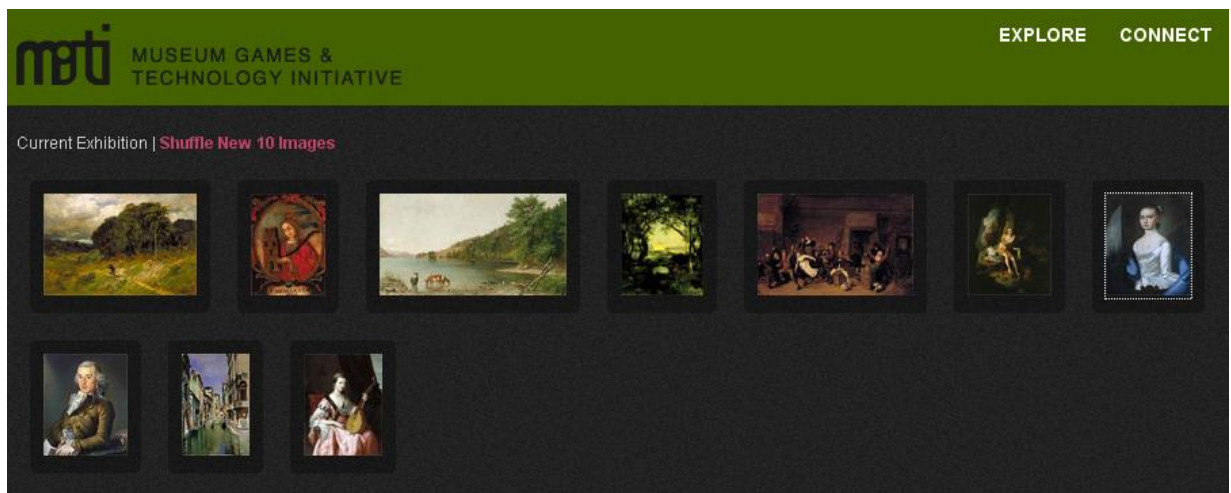 mgti MUSEUM GAMES &
TECHNOLOGY INITIATIVE
EXPLORE CONNECT
Current Exhibition | Shuffle New 10 Images